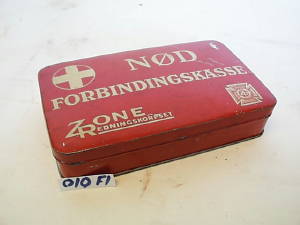 NØD
FORBINDINGSKASSE
ZONE
REDNINGSKORPSET
010 F1